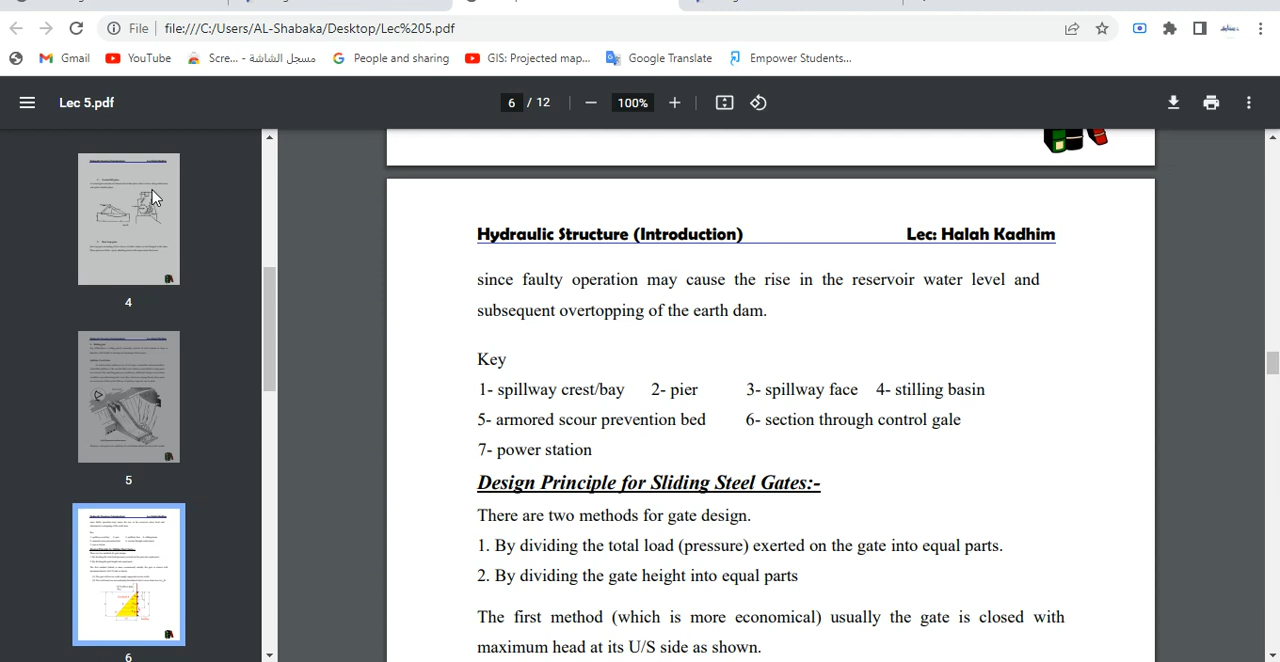 File | file:///C:/Users/AL-Shabaka/Desktop/Lec%205.pdf
Gmail YouTube Scre... - مسجل الشاشة People and sharing GIS: Projected map... Google Translate Empower Students...
Lec 5.pdf 6 / 12 100%
4
5
6
Hydraulic Structure (Introduction) Lec: Halah Kadhim
since faulty operation may cause the rise in the reservoir water level and
subsequent overtopping of the earth dam.
Key
1- spillway crest/bay 2- pier 3- spillway face 4- stilling basin
5- armored scour prevention bed 6- section through control gale
7- power station
Design Principle for Sliding Steel Gates:-
There are two methods for gate design.
1. By dividing the total load (pressure) exerted on the gate into equal parts.
2. By dividing the gate height into equal parts
The first method (which is more economical) usually the gate is closed with
maximum head at its U/S side as shown.